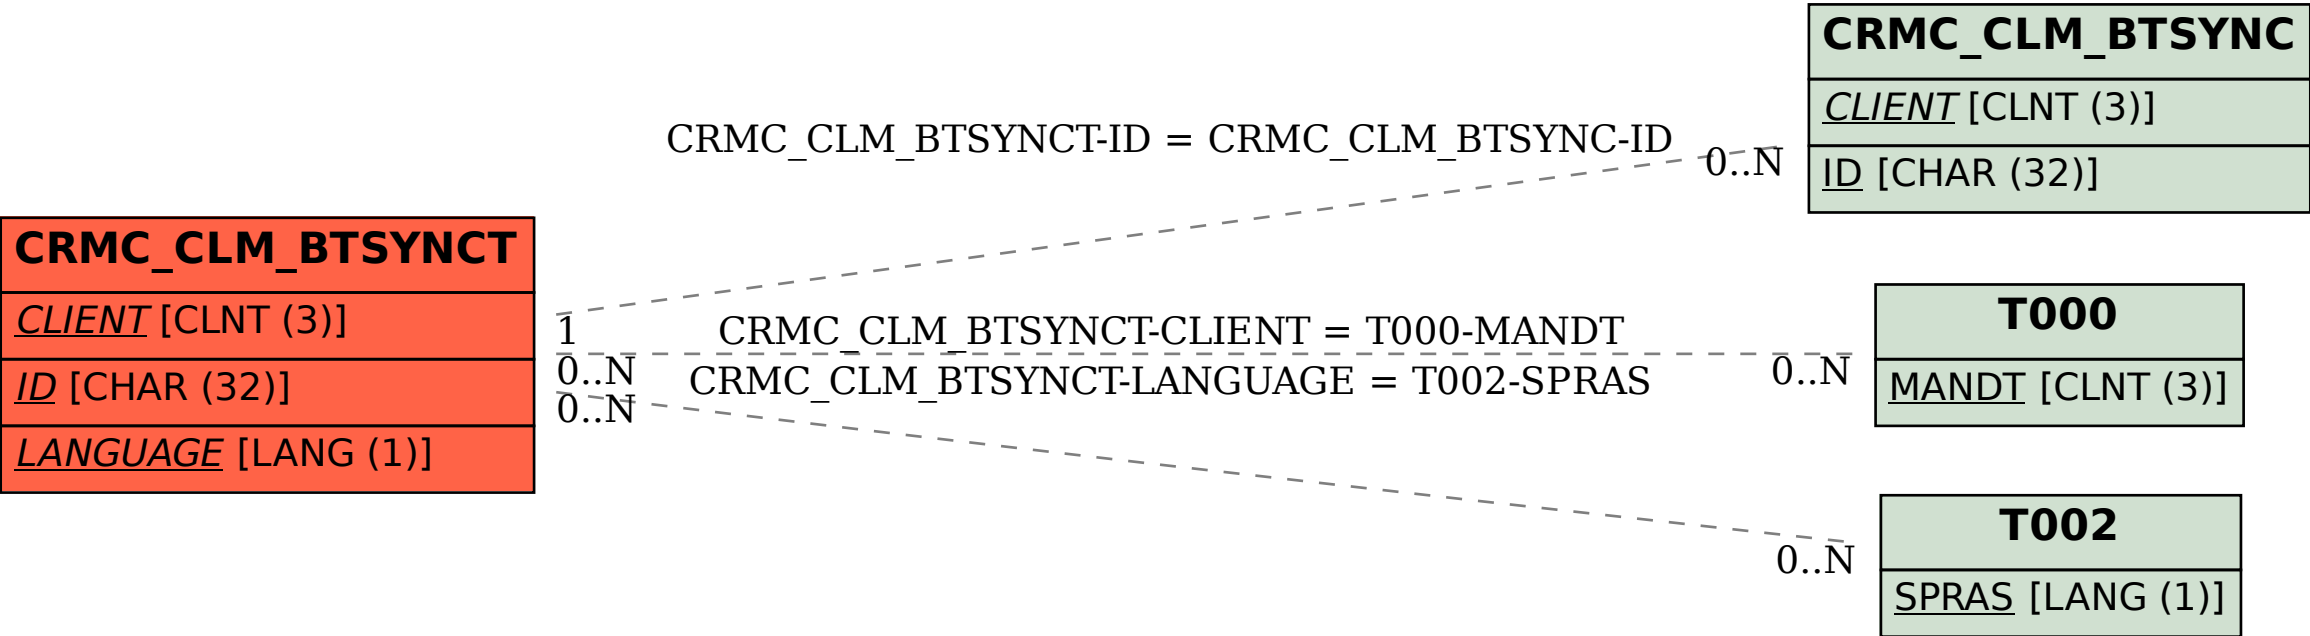 CRMC_CLM_BTSYNCT
CLIENT [CLNT (3)]
ID [CHAR (32)]
LANGUAGE [LANG (1)]
CRMC_CLM_BTSYNCT-ID = CRMC_CLM_BTSYNC-ID
0..N
1
CRMC_CLM_BTSYNCT-CLIENT = T000-MANDT
0..N
0..N
CRMC_CLM_BTSYNCT-LANGUAGE = T002-SPRAS
0..N
0..N
CRMC_CLM_BTSYNC
CLIENT [CLNT (3)]
ID [CHAR (32)]
T000
MANDT [CLNT (3)]
T002
SPRAS [LANG (1)]